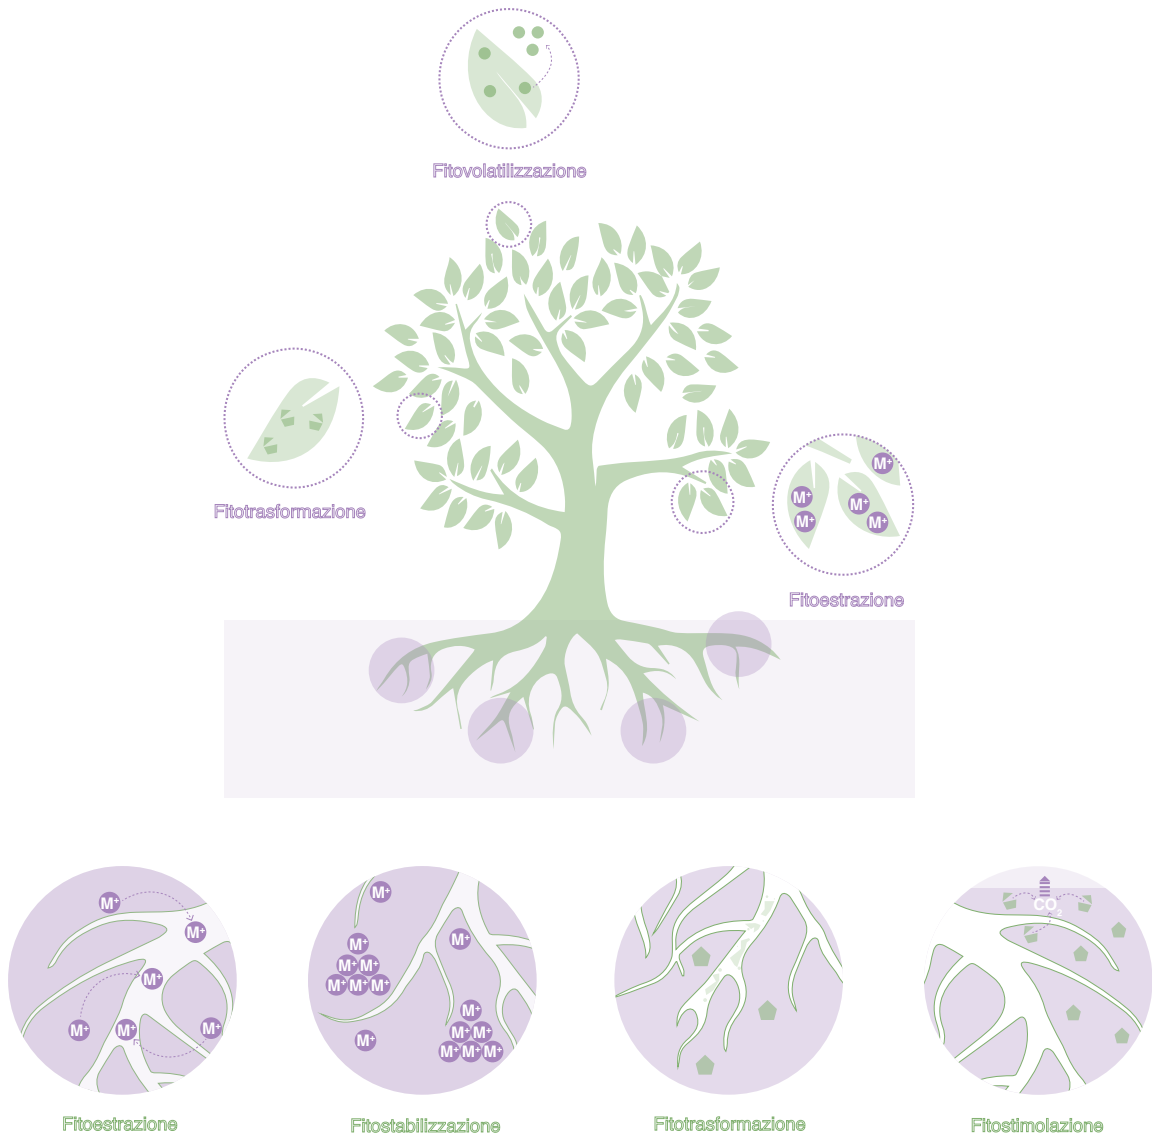 Fitovolatilizzazione
Fitotrasformazione
M+
M+
M+
M+
M+
Fitoestrazione
M+
M+
M+
M+
M+
M+
M+
M+
M+ M+
M+ M+ M+
M+
M+
M+
M+ M+
M+ M+ M+
CO2
Fitoestrazione
Fitostabilizzazione
Fitotrasformazione
Fitostimolazione